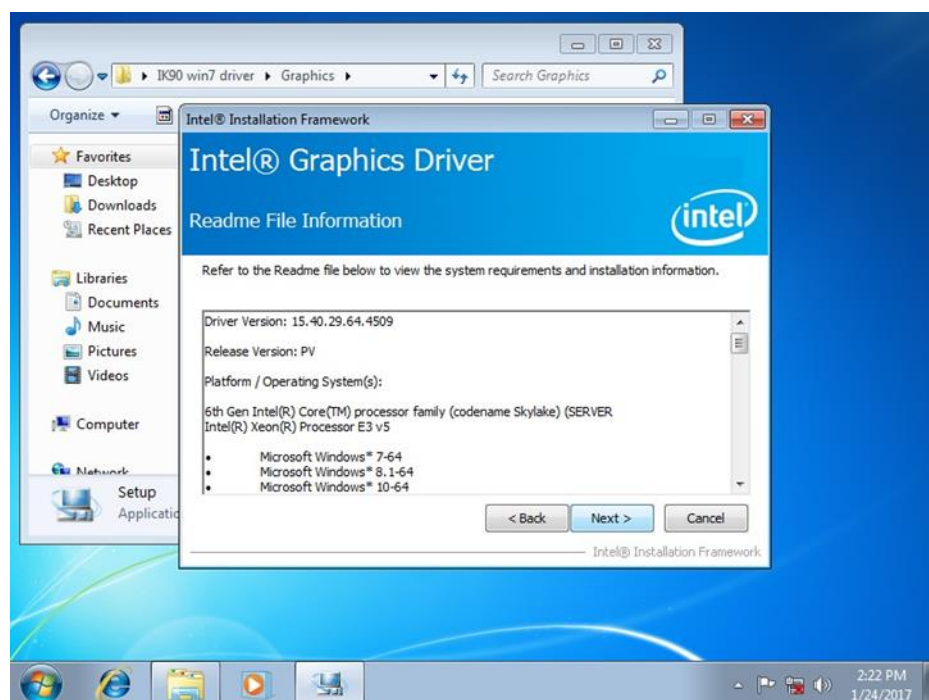 IK90 win7 driver Graphics
Search Graphics
Organize
Intel® Installation Framework
Favorites
Desktop
Downloads
Recent Places
Libraries
Documents
Music
Pictures
Videos
Computer
Network
Setup
Intel® Graphics Driver
Readme File Information
intel
Refer to the Readme file below to view the system requirements and installation information.
Driver Version: 15.40.29.64.4509
Release Version: PV
Platform / Operating System(s):
6th Gen Intel(R) Core(TM) processor family (codename Skylake) (SERVER
Intel(R) Xeon(R) Processor E3 v5
• Microsoft Windows* 7-64
• Microsoft Windows* 8.1-64
• Microsoft Windows* 10-64
< Back
Next >
Cancel
Intel® Installation Framework
2:22 PM
1/24/2017